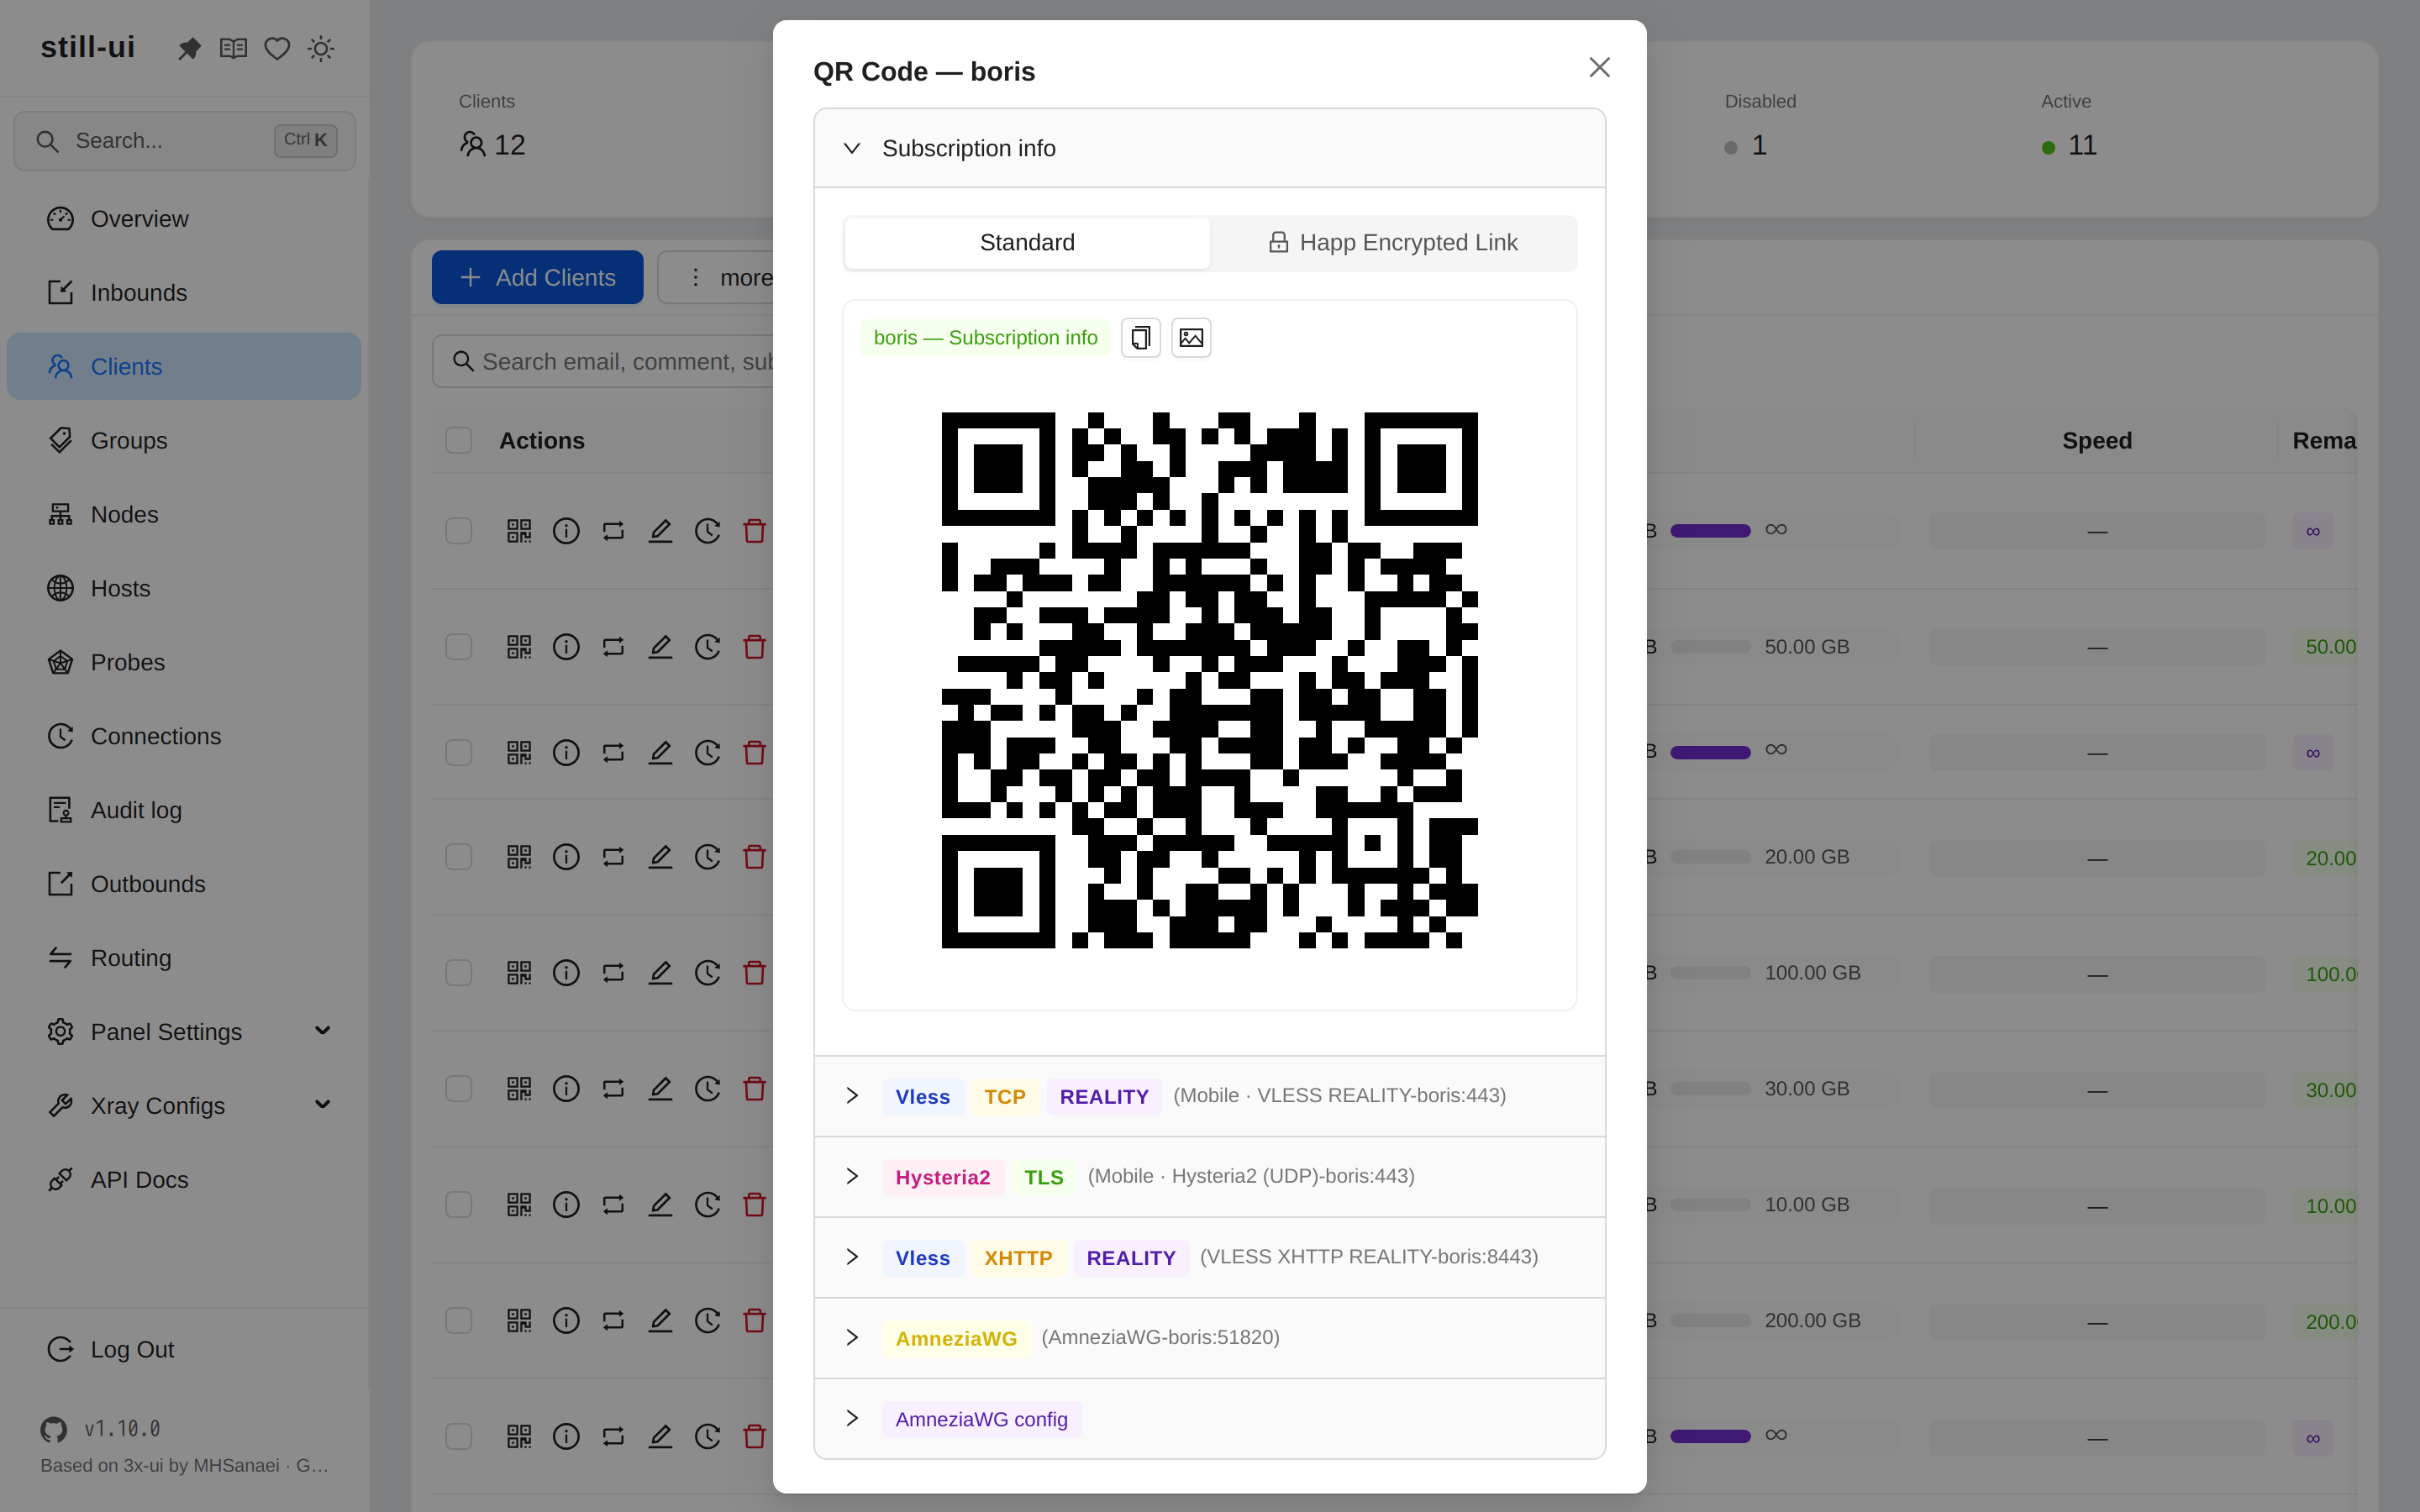 still-ui
Search...
Ctrl K
Overview
Inbounds
Clients
Groups
Nodes
Hosts
Probes
Connections
Audit log
Outbounds
Routing
Panel Settings
Xray Configs
API Docs
Log Out
v1.10.0
Based on 3x-ui by MHSanaei · G…
Clients
12
Disabled
1
Active
11
Add Clients
more
Search email, comment, sub
Actions
Speed
Rema
B ∞ — ∞
B 50.00 GB — 50.00
B ∞ — ∞
B 20.00 GB — 20.00
B 100.00 GB — 100.0
B 30.00 GB — 30.00
B 10.00 GB — 10.00
B 200.00 GB — 200.0
B ∞ — ∞
QR Code — boris
Subscription info
Standard
Happ Encrypted Link
boris — Subscription info
Vless TCP REALITY (Mobile · VLESS REALITY-boris:443)
Hysteria2 TLS (Mobile · Hysteria2 (UDP)-boris:443)
Vless XHTTP REALITY (VLESS XHTTP REALITY-boris:8443)
AmneziaWG (AmneziaWG-boris:51820)
AmneziaWG config